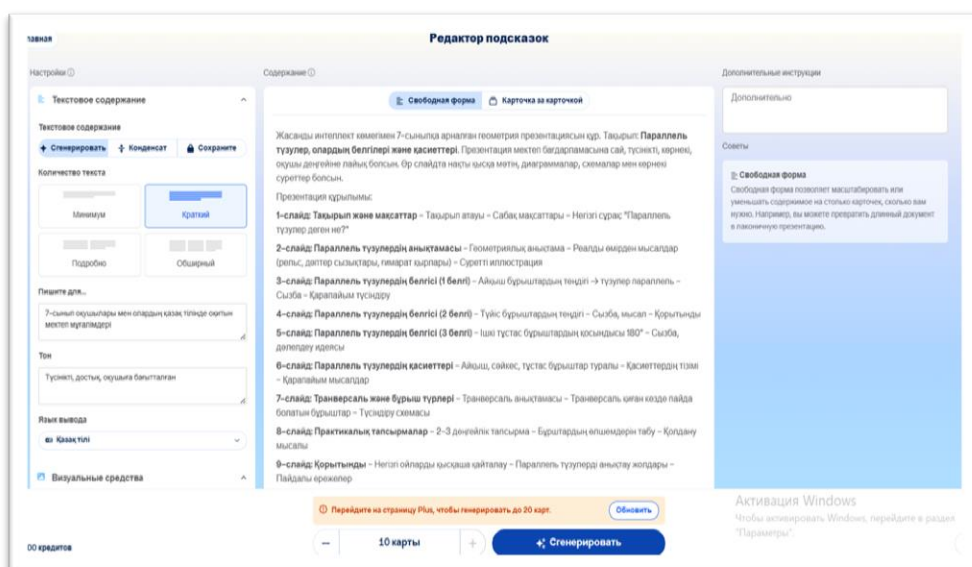 лавная
Редактор подсказок
Настройки
Содержание
Дополнительные инструкции
Текстовое содержание
Текстовое содержание
Сгенерировать
Конденсат
Сохраните
Количество текста
Минимум
Краткий
Подробно
Обширный
Пишите для...
7-сынып оқушылары мен олардың қазақ тілінде оқитын
мектеп мұғалімдері
Тон
Түсінікті, достық, оқушыға бағытталған
Язык вывода
Қазақ тілі
Визуальные средства
00 кредитов
Свободная форма
Карточка за карточкой
Жасанды интеллект көмегімен 7-сыныпқа арналған геометрия презентациясын құр. Тақырып: Параллель
түзулер, олардың белгілері және қасиеттері. Презентация мектеп бағдарламасына сай, түсінікті, көрнекі,
оқушы деңгейіне лайық болсын. Әр слайдта нақты қысқа мәтін, диаграммалар, схемалар мен көрнекі
суреттер болсын.
Презентация құрылымы:
1-слайд: Тақырып және мақсаттар – Тақырып атауы – Сабақ мақсаттары – Негізгі сұрақ "Параллель
түзулер деген не?"
2-слайд: Параллель түзулердің анықтамасы – Геометриялық анықтама – Реалды өмірден мысалдар
(рельс, дәптер сызықтары, ғимарат қырлары) – Суретті иллюстрация
3-слайд: Параллель түзулердің белгісі (1 белгі) – Айқыш бұрыштардың теңдігі → түзулер параллель –
Сызба – Қарапайым түсіндіру
4-слайд: Параллель түзулердің белгісі (2 белгі) – Түйіс бұрыштардың теңдігі – Сызба, мысал – Қорытынды
5-слайд: Параллель түзулердің белгісі (3 белгі) – Ішкі тұстас бұрыштардың қосындысы 180° – Сызба,
дәлелдеу идеясы
6-слайд: Параллель түзулердің қасиеттері – Айқыш, сәйкес, тұстас бұрыштар туралы – Қасиеттердің тізімі
– Қарапайым мысалдар
7-слайд: Транверсаль және бұрыш түрлері – Транверсаль анықтамасы – Транверсаль қиған кезде пайда
болатын бұрыштар – Түсіндіру схемасы
8-слайд: Практикалық тапсырмалар – 2-3 деңгейлік тапсырма – Бұрыштардың өлшемдерін табу – Қолдану
мысалы
9-слайд: Қорытынды – Негізгі ойларды қысқаша қайталау – Параллель түзулерді анықтау жолдары –
Пайдалы ережелер
Перейдите на страницу Plus, чтобы генерировать до 20 карт.
Обновить
10 карты
Сгенерировать
Дополнительно
Советы
Свободная форма
Свободная форма позволяет масштабировать или
уменьшать содержимое на столько карточек, сколько вам
нужно. Например, вы можете превратить длинный документ
в лаконичную презентацию.
Активация Windows
Чтобы активировать Windows, перейдите в раздел
"Параметры".